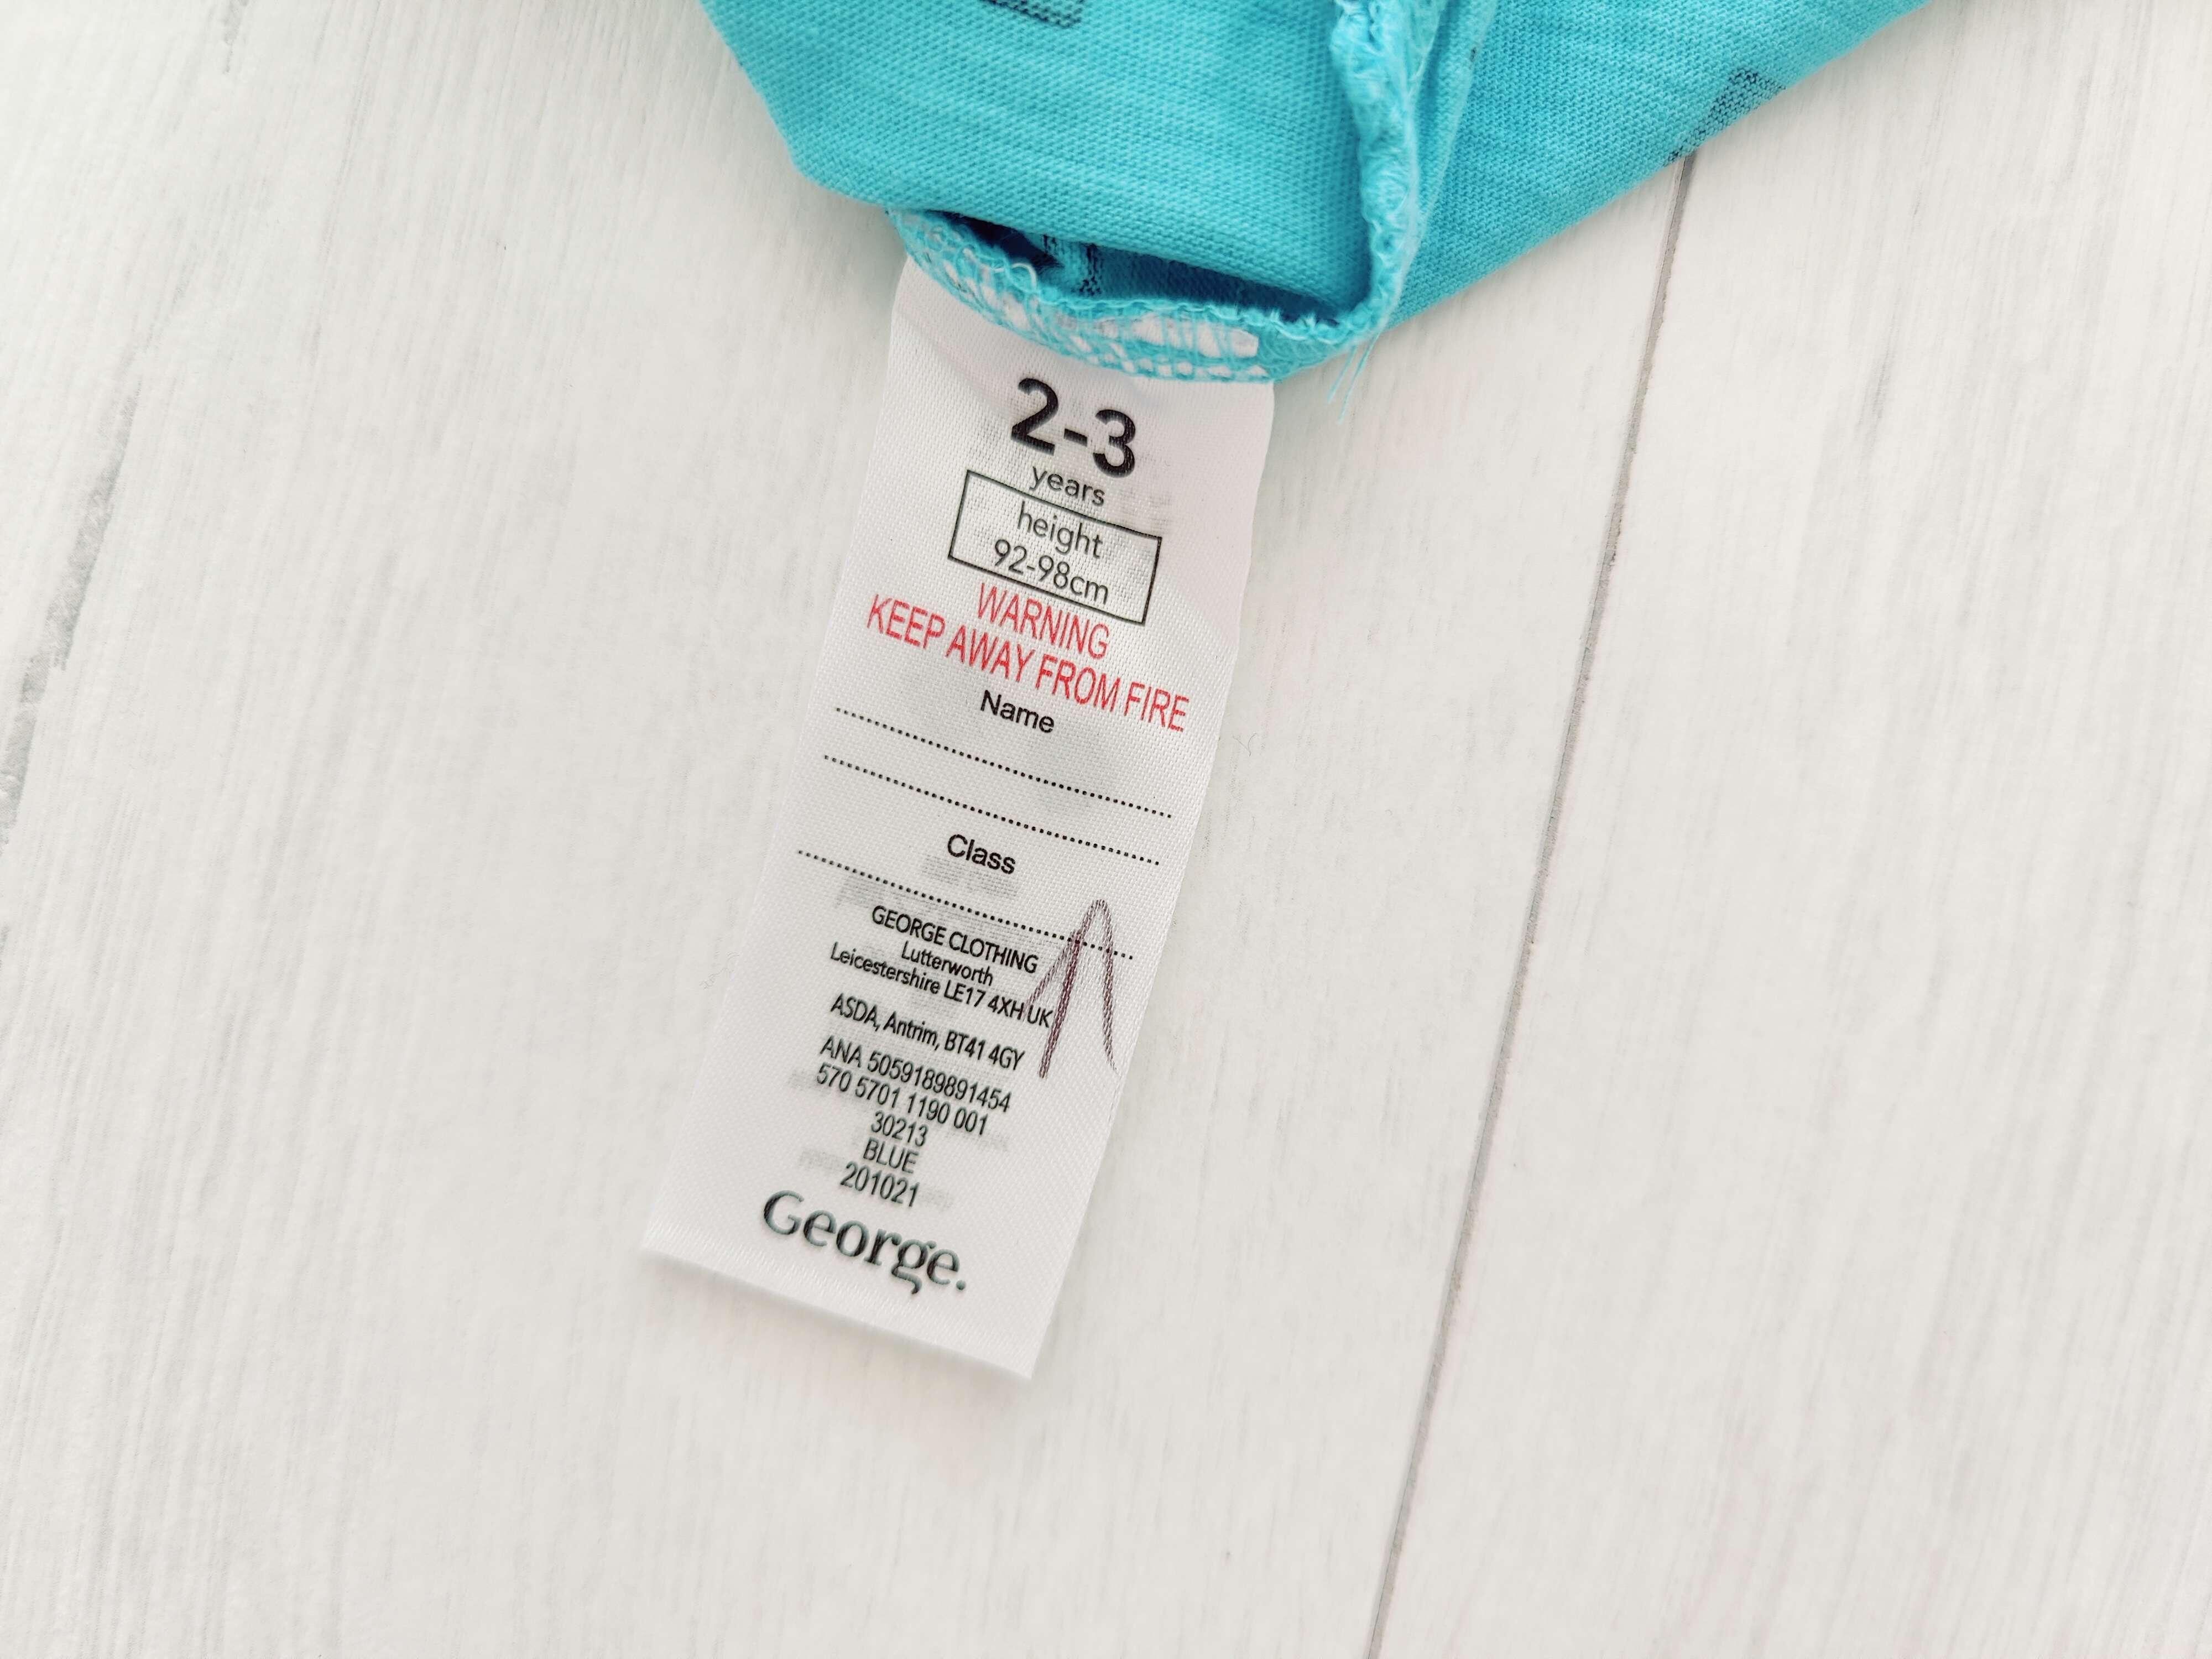 2-3
years
height
92-98cm
WARNING
KEEP AWAY FROM FIRE
Name
Class
GEORGE CLOTHING
Lutterworth
Leicestershire LE17 4XH UK
ASDA, Antrim, BT41 4GY
ANA 5059189891454
570 5701 1190 001
30213
BLUE
201021
George.